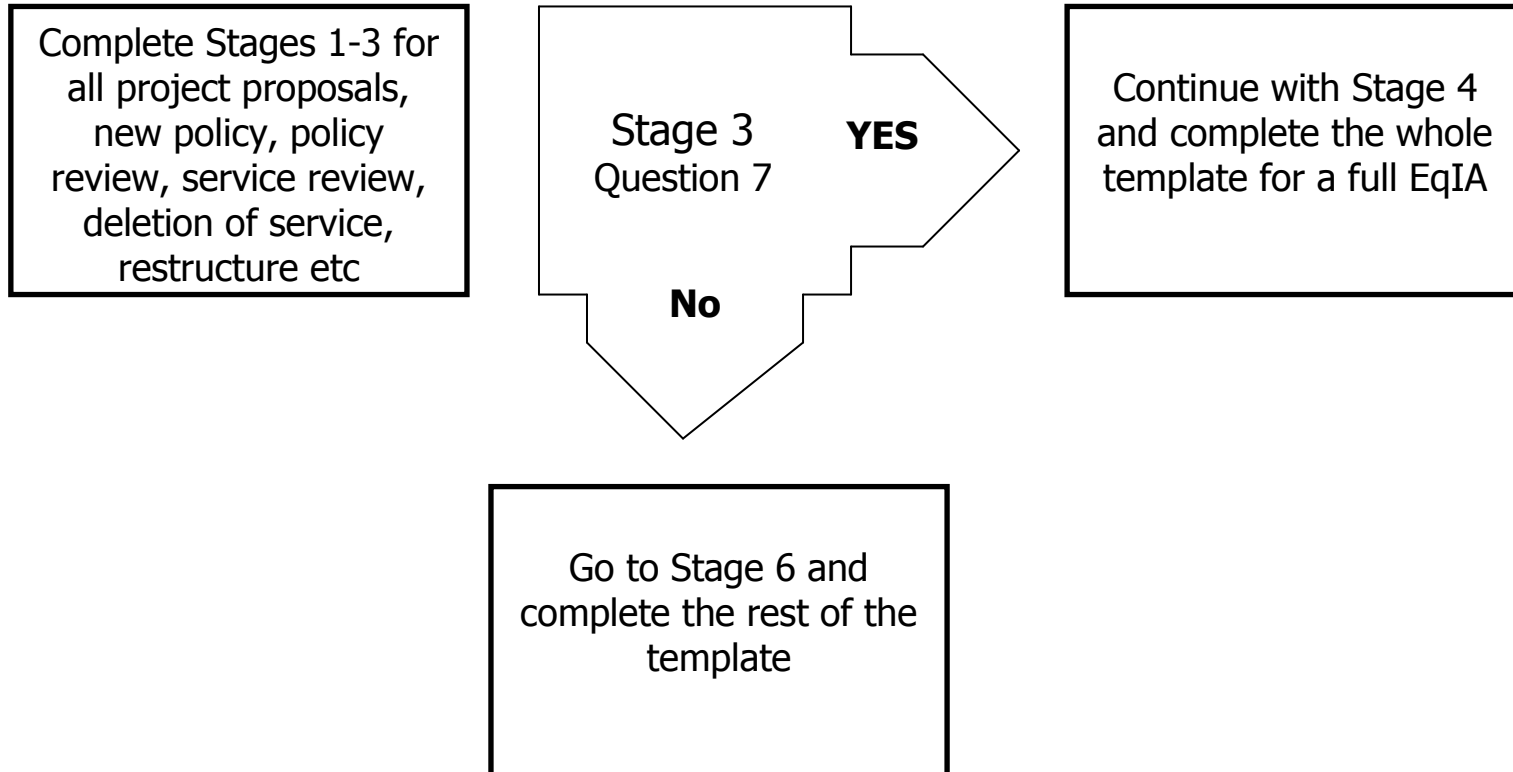 Complete Stages 1-3 for
all project proposals,
new policy, policy
review, service review,
deletion of service,
restructure etc
Stage 3
Question 7
YES
No
Continue with Stage 4
and complete the whole
template for a full EqIA
Go to Stage 6 and
complete the rest of the
template